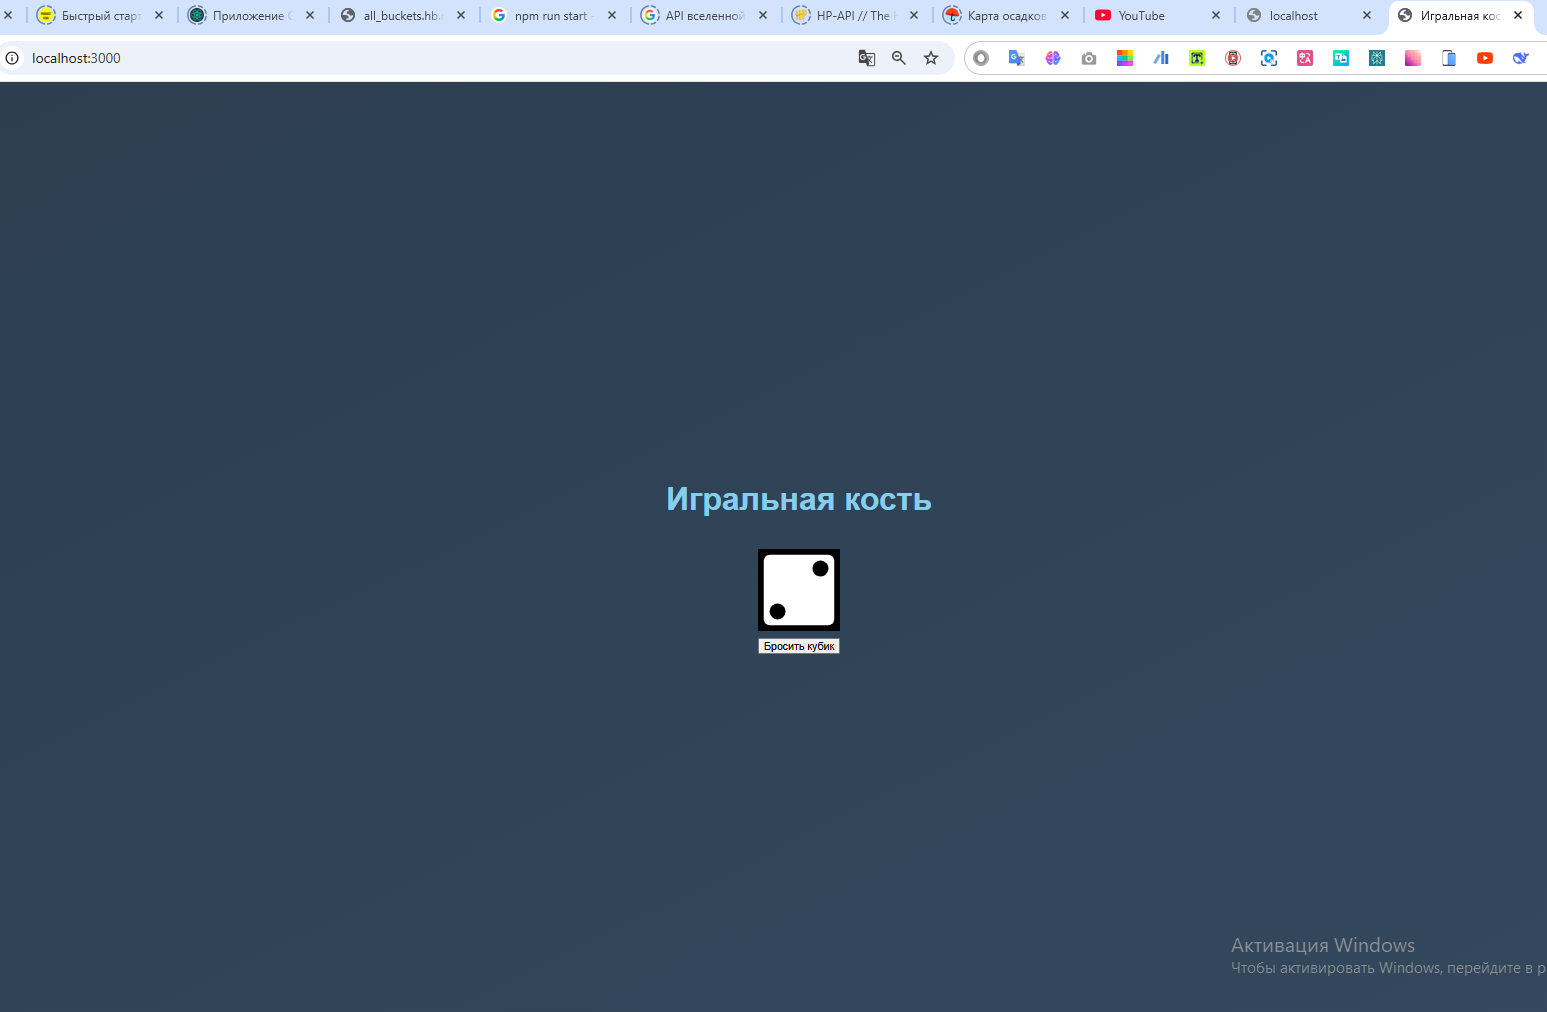 Быстрый старт
Приложение
all_buckets.hb.
npm run start -
API вселенной
HP-API // The
Карта осадков
YouTube
localhost
Игральная кос
localhost:3000
Игральная кость
Бросить кубик
Активация Windows
Чтобы активировать Windows, перейдите в р